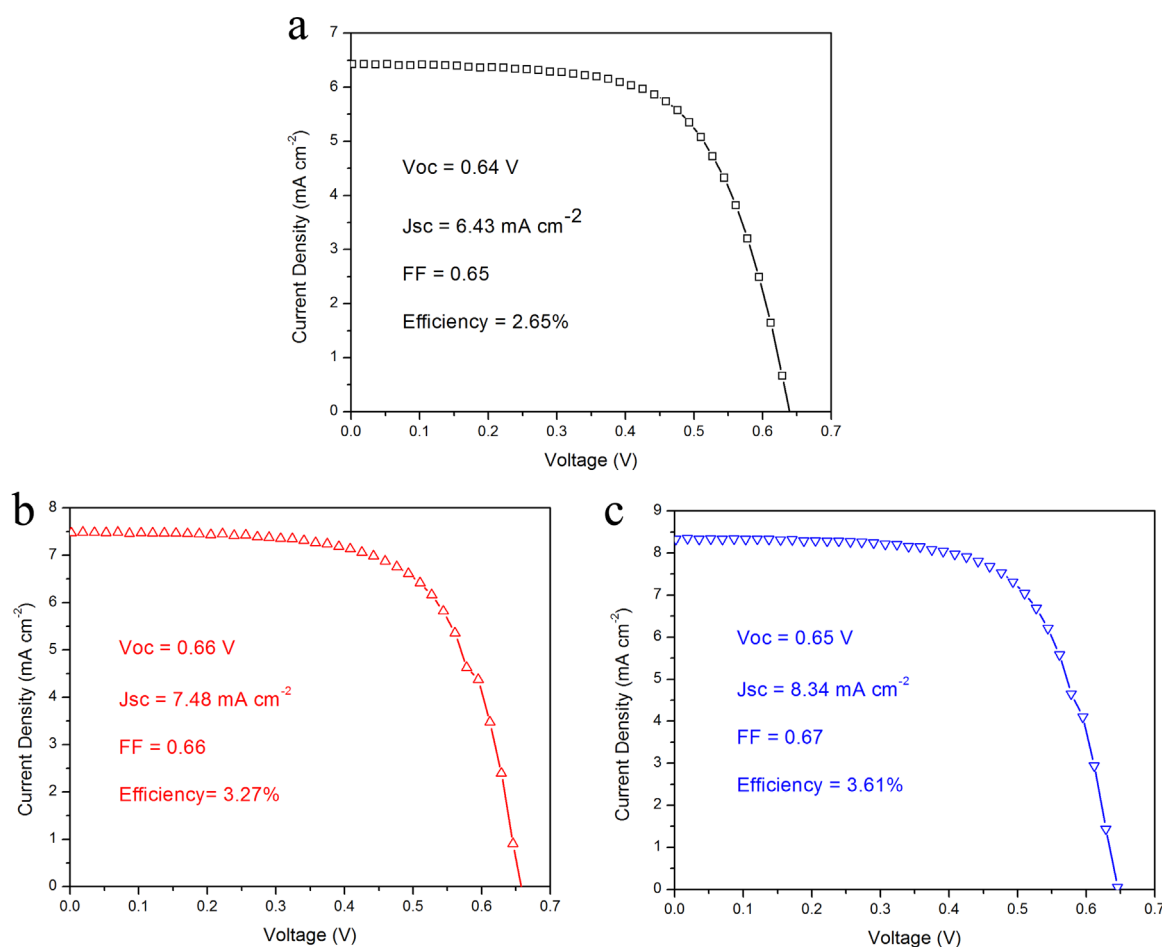 a
7
6
5
4
3
2
1
0
Current Density (mA cm⁻²)
Voc = 0.64 V
Jsc = 6.43 mA cm⁻²
FF = 0.65
Efficiency = 2.65%
0.0 0.1 0.2 0.3 0.4 0.5 0.6 0.7
Voltage (V)
b
8
7
6
5
4
3
2
1
0
Current Density (mA cm⁻²)
Voc = 0.66 V
Jsc = 7.48 mA cm⁻²
FF = 0.66
Efficiency= 3.27%
0.0 0.1 0.2 0.3 0.4 0.5 0.6 0.7
Voltage (V)
c
9
8
7
6
5
4
3
2
1
0
Current Density (mA cm⁻²)
Voc = 0.65 V
Jsc = 8.34 mA cm⁻²
FF = 0.67
Efficiency = 3.61%
0.0 0.1 0.2 0.3 0.4 0.5 0.6 0.7
Voltage (V)